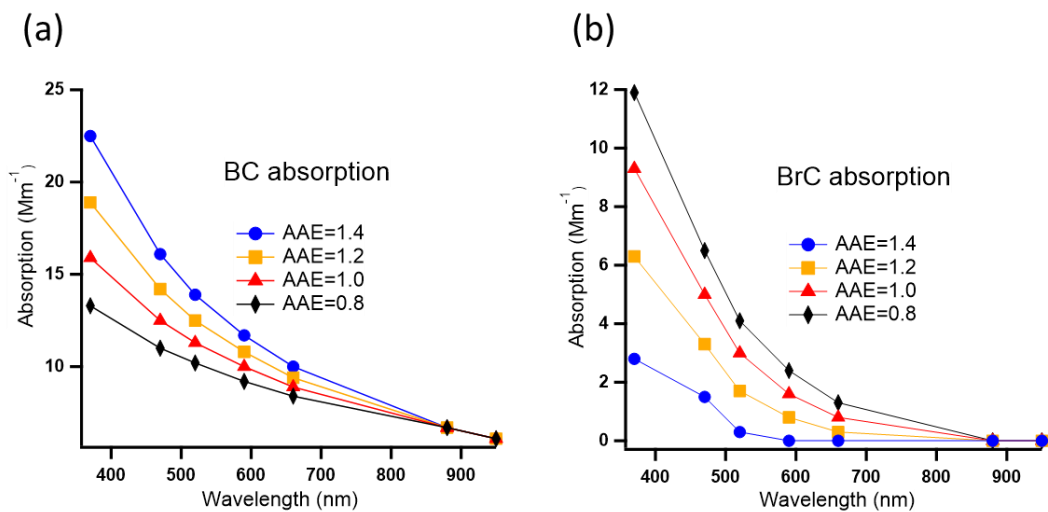 (a)
25
20
15
10
Absorption (Mm⁻¹)
BC absorption
AAE=1.4
AAE=1.2
AAE=1.0
AAE=0.8
400 500 600 700 800 900
Wavelength (nm)
(b)
12
10
8
6
4
2
0
Absorption (Mm⁻¹)
BrC absorption
AAE=1.4
AAE=1.2
AAE=1.0
AAE=0.8
400 500 600 700 800 900
Wavelength (nm)